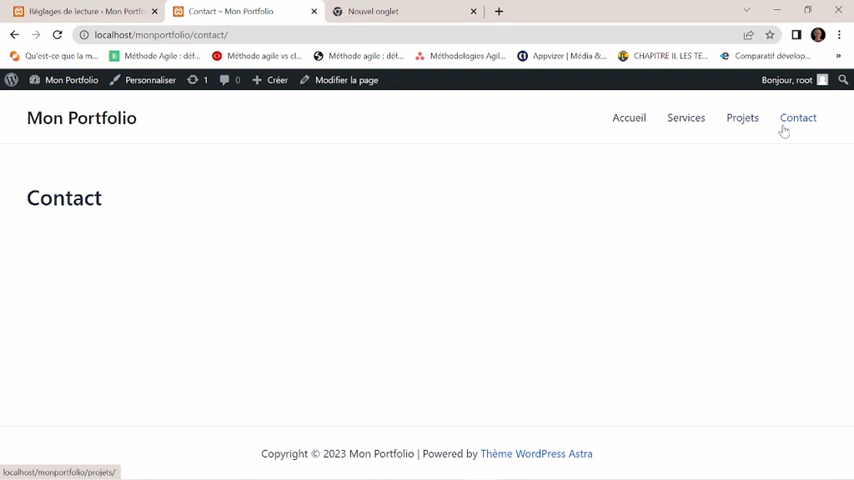 Réglages de lecture ‹ Mon Portfo
Contact – Mon Portfolio
Nouvel onglet
localhost/monportfolio/contact/
Qu'est-ce que la m...
Méthode Agile : déf...
Méthode agile vs cl...
Méthode agile : déf...
Méthodologies Agil...
Appvizer | Média &...
CHAPITRE II. LES TE...
Comparatif dévelop...
»
Mon Portfolio
Personnaliser
1
0
Créer
Modifier la page
Bonjour, root
Mon Portfolio
Accueil
Services
Projets
Contact
Contact
Copyright © 2023 Mon Portfolio | Powered by Thème WordPress Astra
localhost/monportfolio/projets/